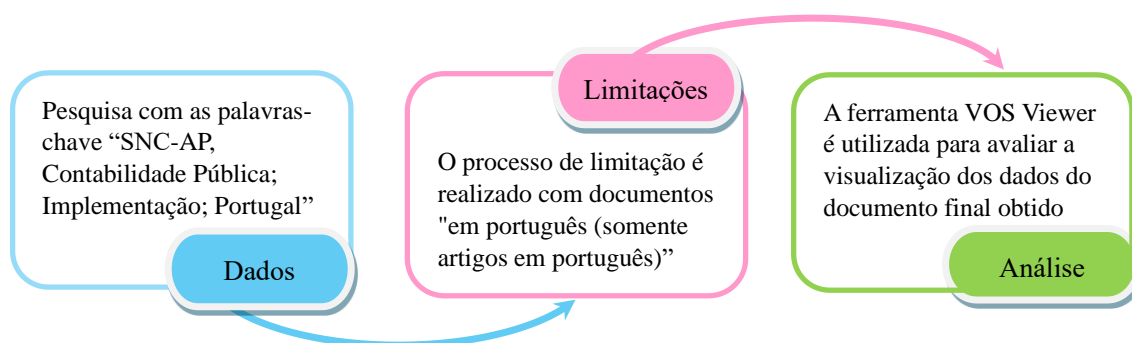 Pesquisa com as palavras-
chave “SNC-AP,
Contabilidade Pública;
Implementação; Portugal”
Dados
Limitações
O processo de limitação é
realizado com documentos
"em português (somente
artigos em português)”
A ferramenta VOS Viewer
é utilizada para avaliar a
visualização dos dados do
documento final obtido
Análise